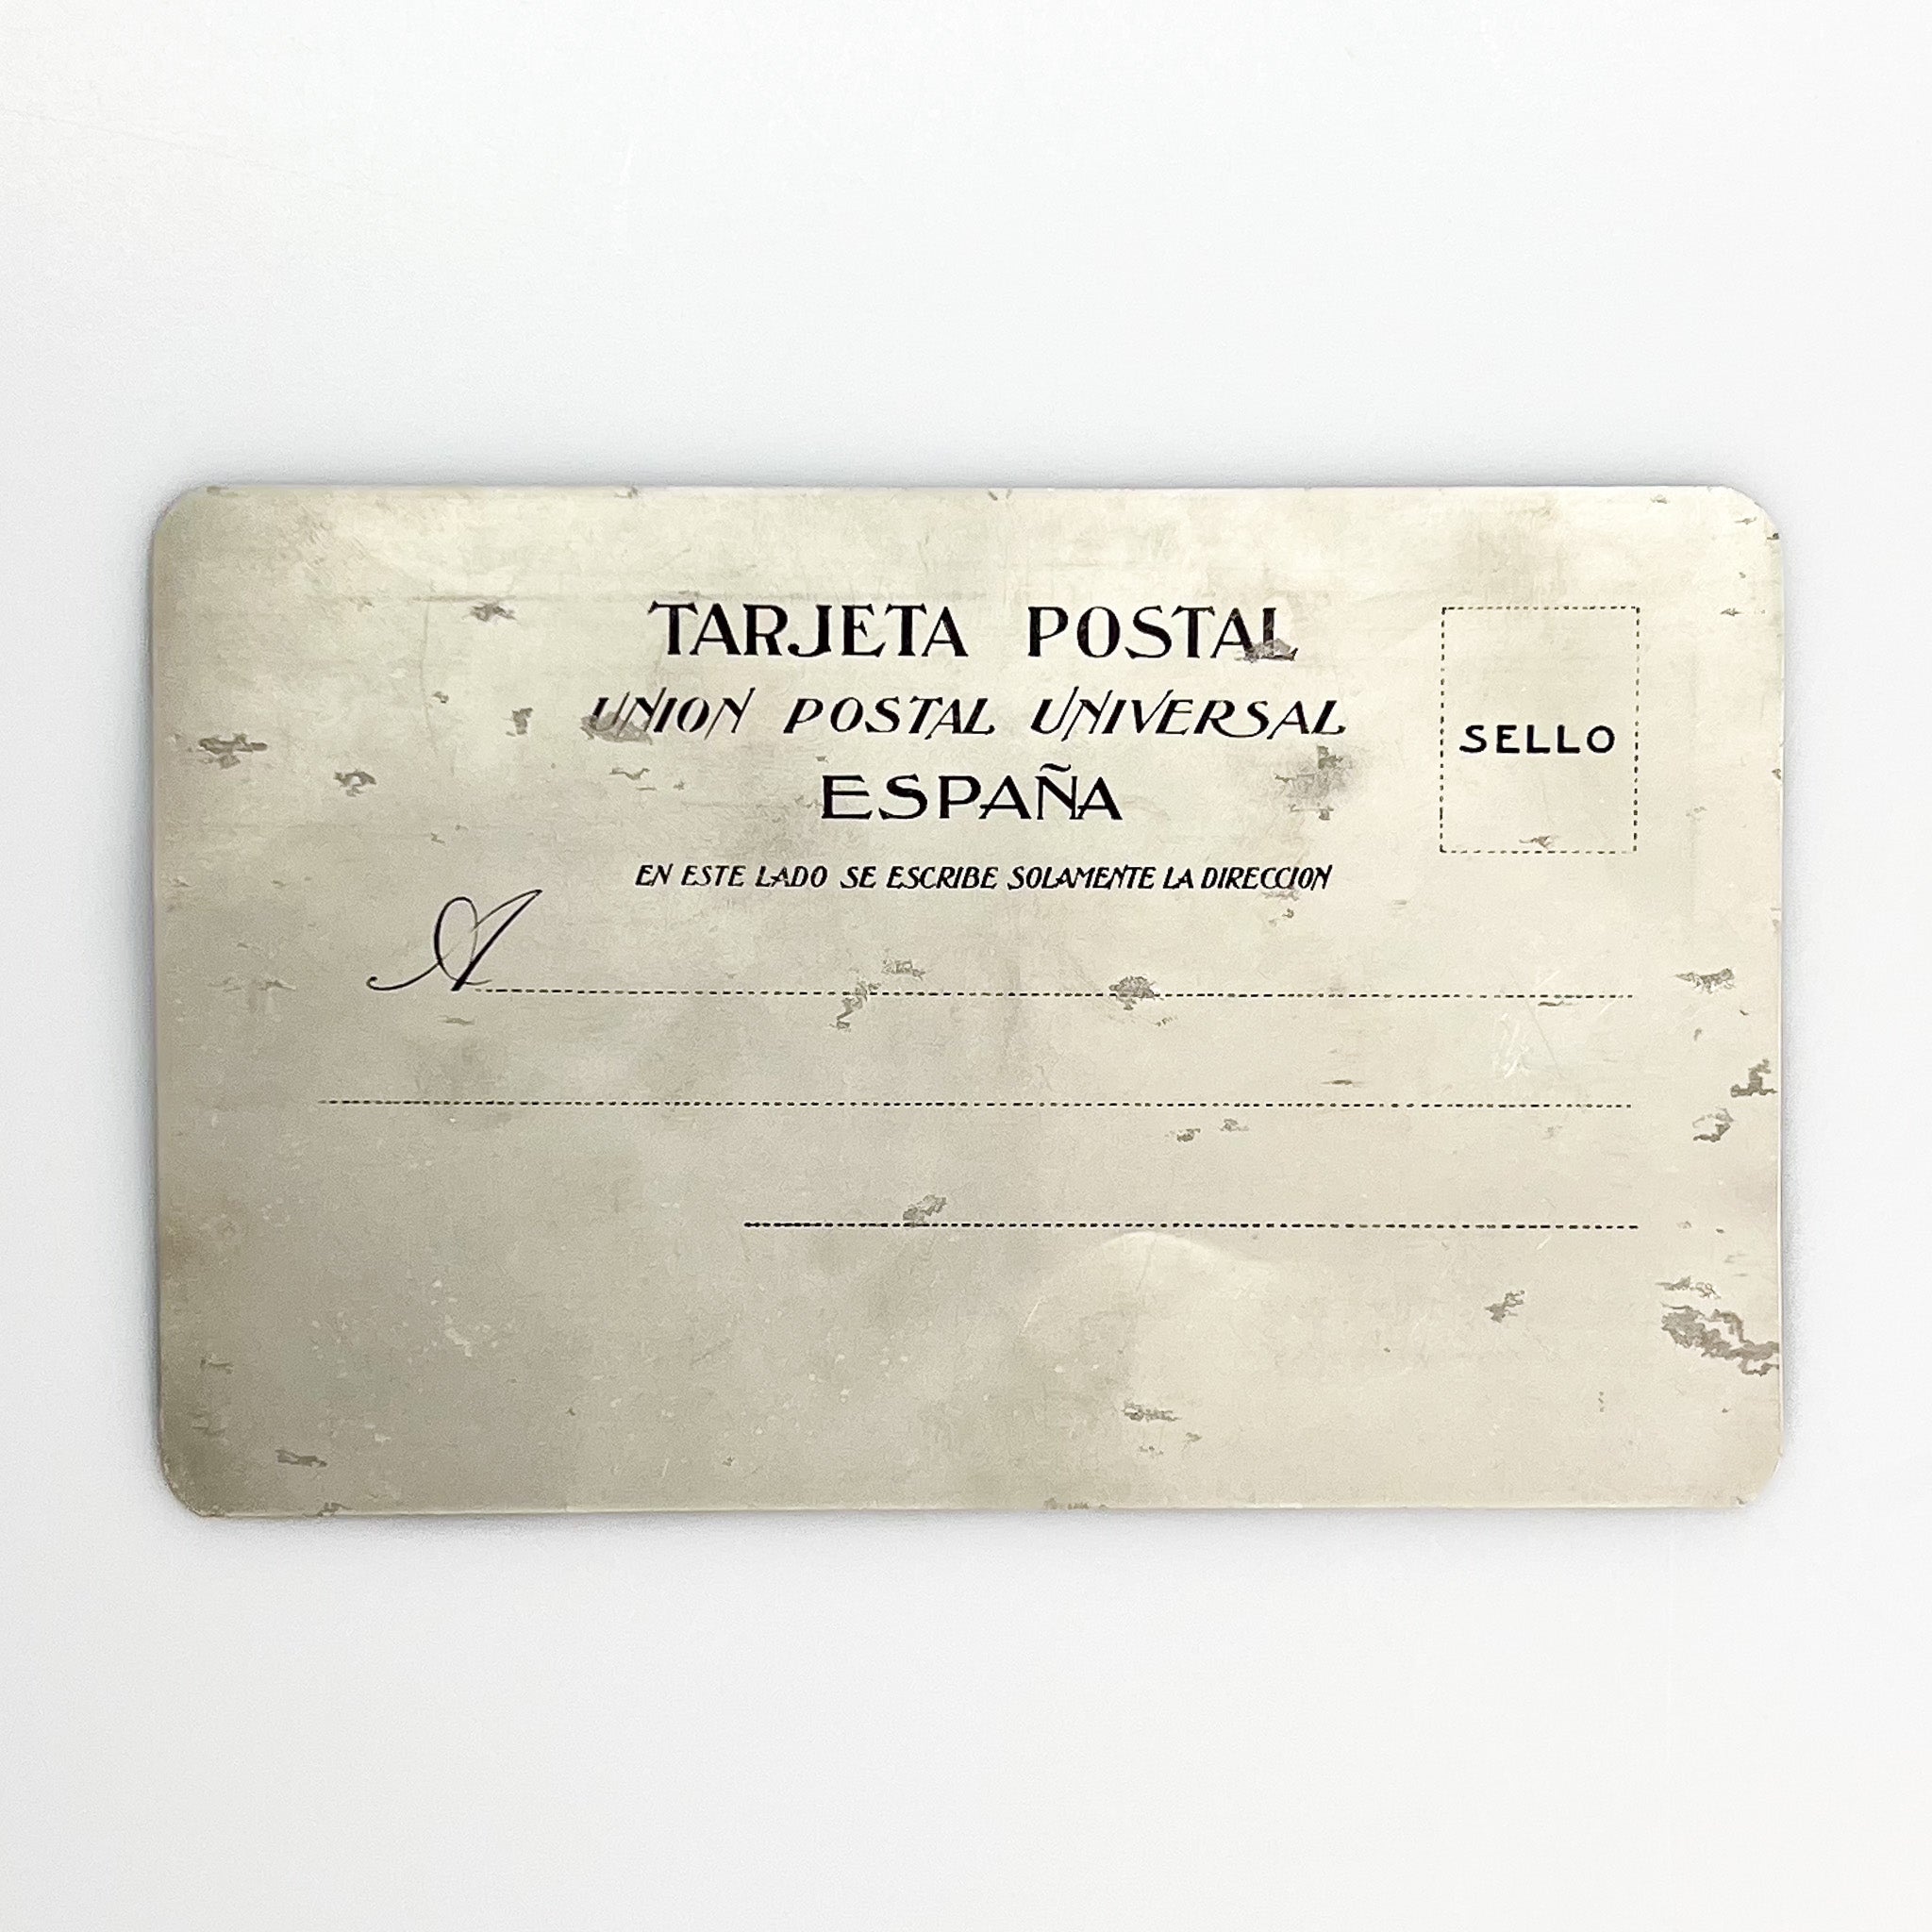 TARJETA POSTAL
UNION POSTAL UNIVERSAL
ESPAÑA
SELLO
EN ESTE LADO SE ESCRIBE SOLAMENTE LA DIRECCION
A